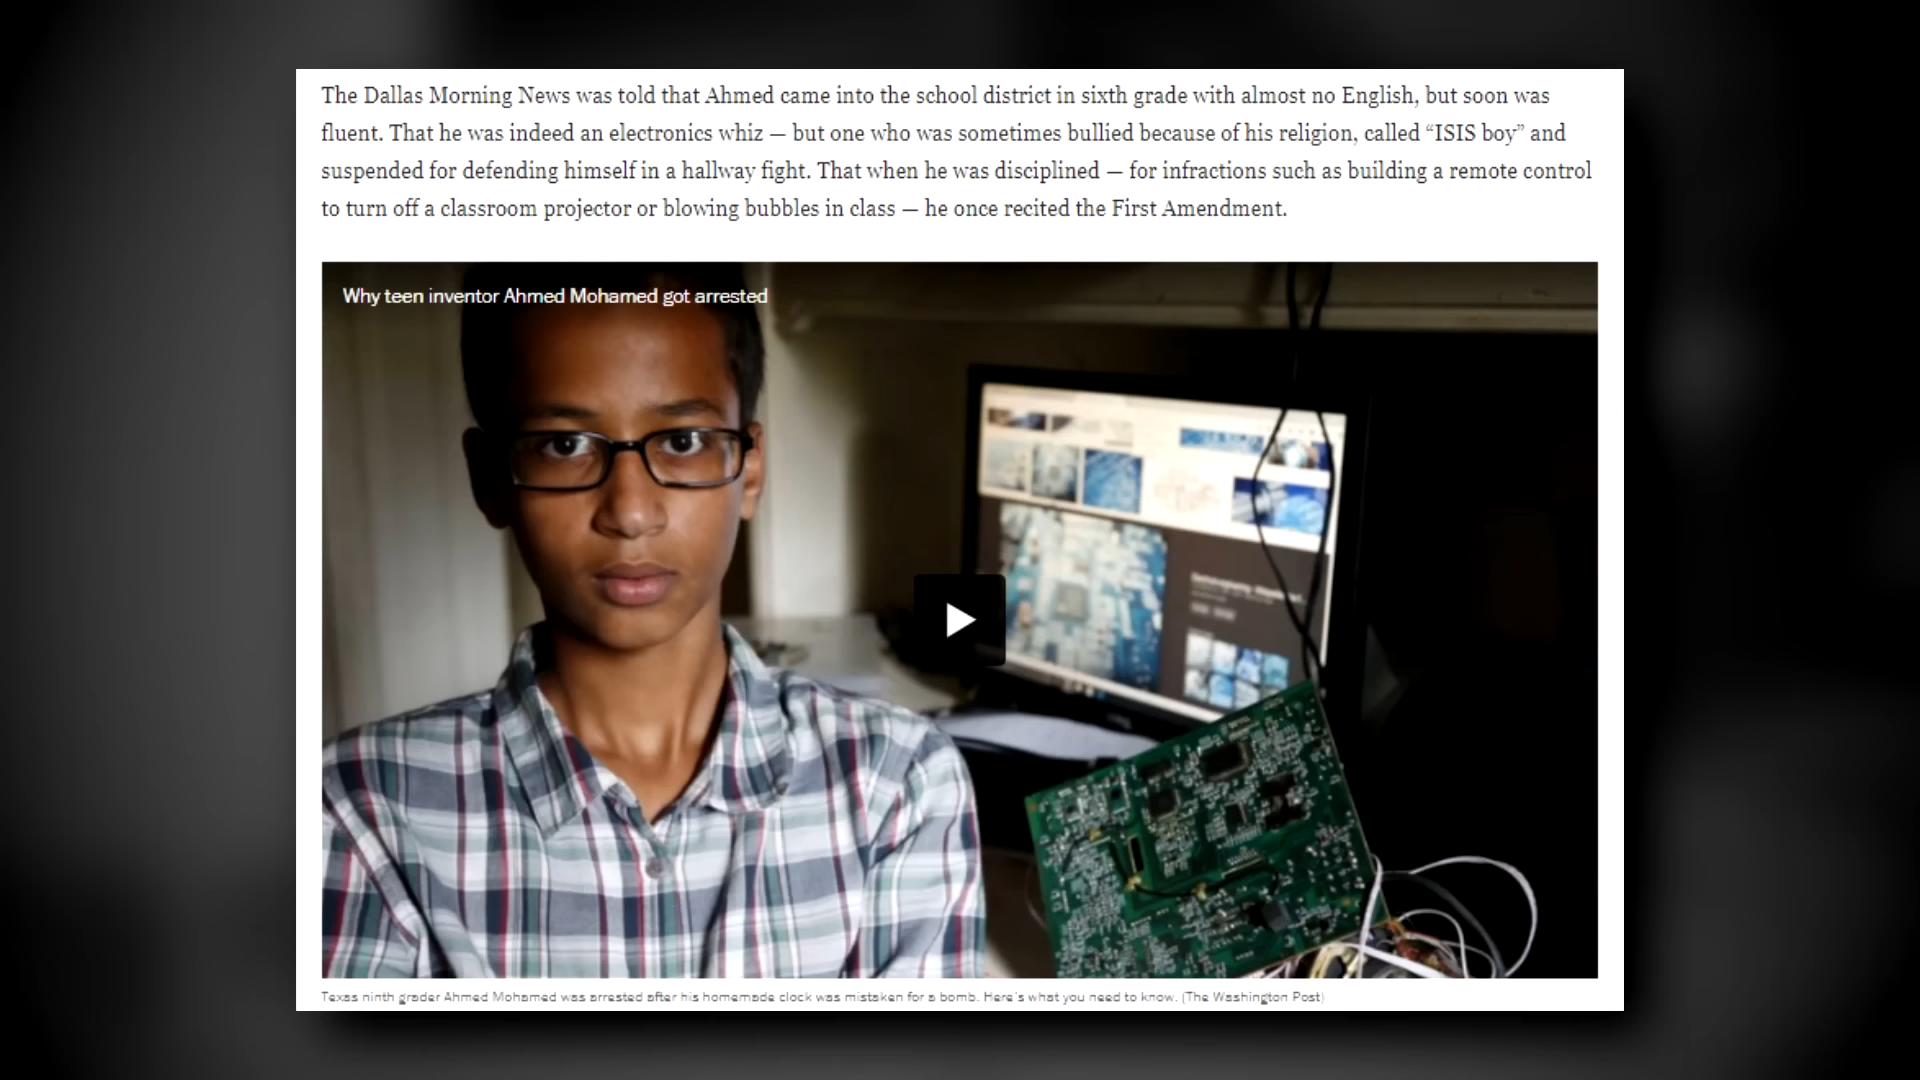 The Dallas Morning News was told that Ahmed came into the school district in sixth grade with almost no English, but soon was
fluent. That he was indeed an electronics whiz — but one who was sometimes bullied because of his religion, called “ISIS boy” and
suspended for defending himself in a hallway fight. That when he was disciplined — for infractions such as building a remote control
to turn off a classroom projector or blowing bubbles in class — he once recited the First Amendment.
Why teen inventor Ahmed Mohamed got arrested
Texas ninth grader Ahmed Mohamed was arrested after his homemade clock was mistaken for a bomb. Here's what you need to know. (The Washington Post)